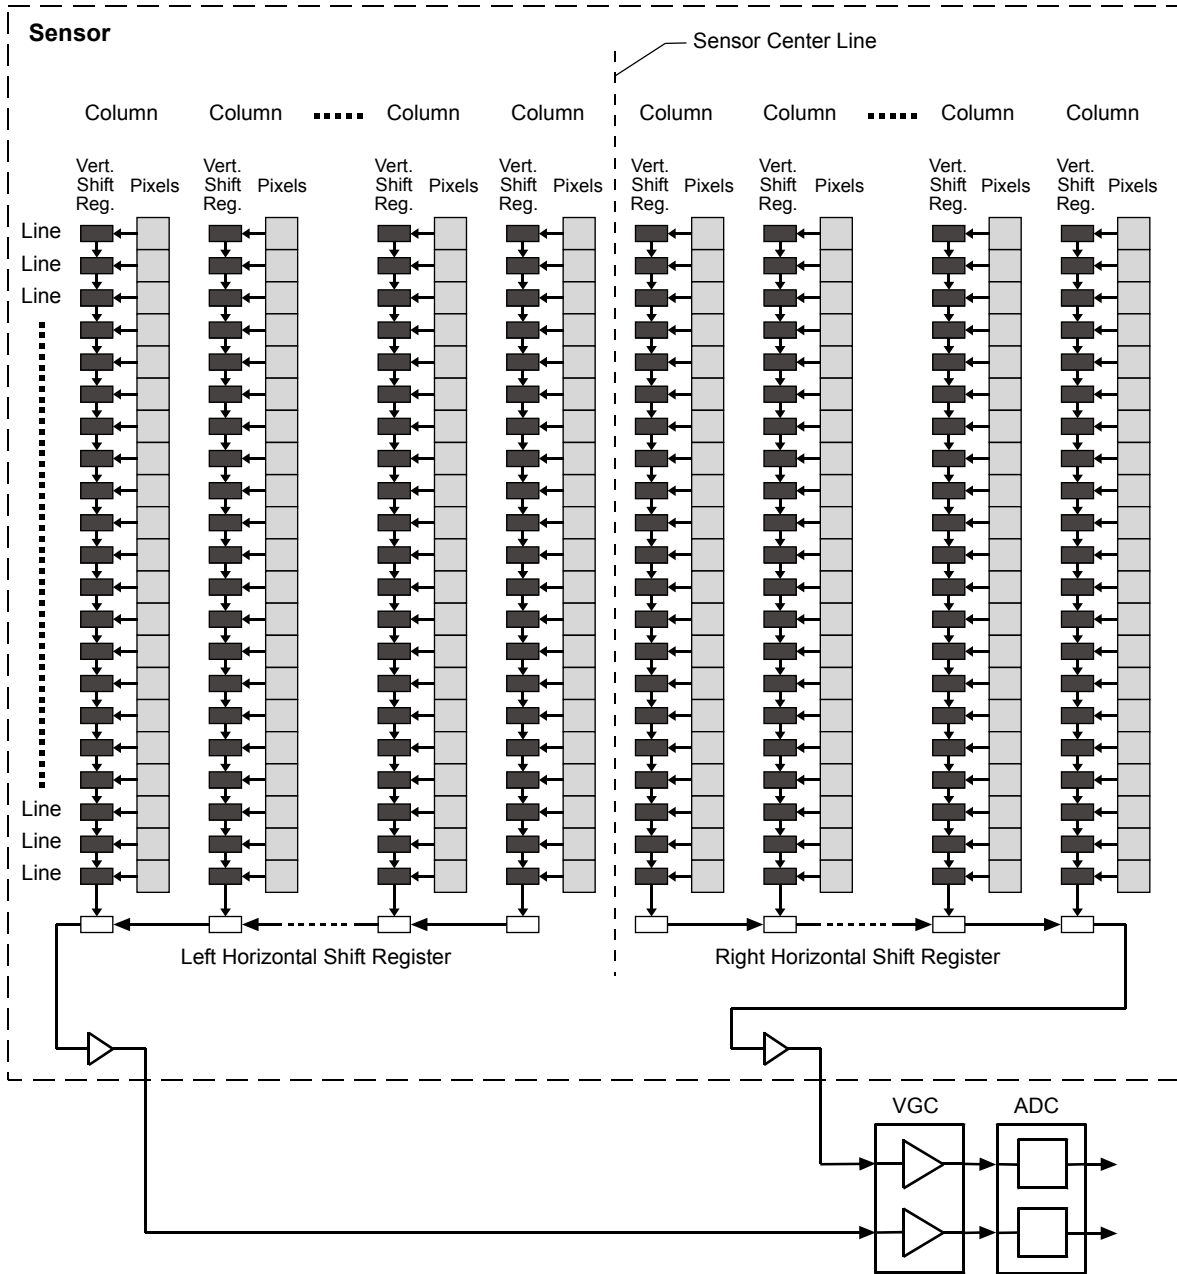 Sensor
Sensor Center Line
Column Column Column Column Column Column Column Column
Vert. Vert. Vert. Vert. Vert. Vert. Vert. Vert.
Shift Pixels Shift Pixels Shift Pixels Shift Pixels Shift Pixels Shift Pixels Shift Pixels Shift Pixels
Reg. Reg. Reg. Reg. Reg. Reg. Reg. Reg.
Line
Line
Line
Line
Line
Line
Left Horizontal Shift Register Right Horizontal Shift Register
VGC ADC